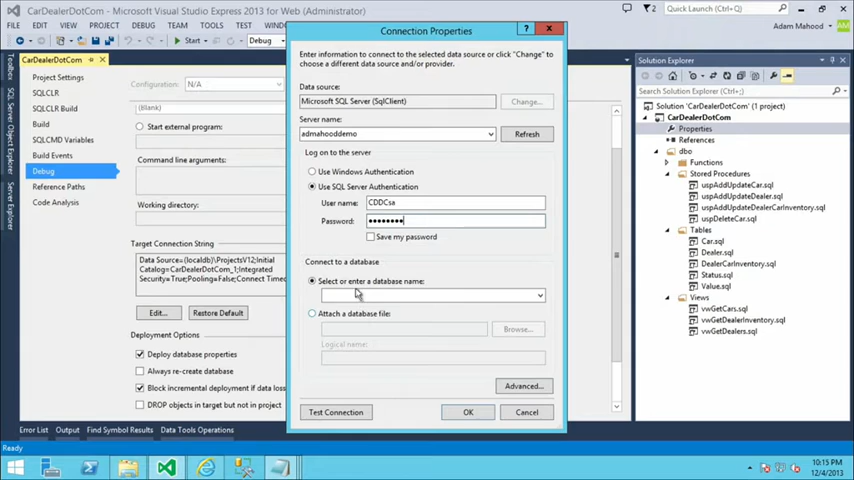 CarDealerDotCom - Microsoft Visual Studio Express 2013 for Web (Administrator)
Quick Launch (Ctrl+Q)
2
FILE EDIT VIEW PROJECT BUILD DEBUG TEAM TOOLS TEST
Adam Mahood
Start
Debug
CarDealerDotCom
Toolbox
SQL Server Object Explorer
Server Explorer
Project Settings
SQLCLR
SQLCLR Build
Build
SQLCMD Variables
Build Events
Debug
Reference Paths
Code Analysis
Configuration:
N/A
(Blank)
Start external program:
Command line arguments:
Working directory:
Target Connection String
Data Source=(localdb)\ProjectsV12;Initial
Catalog=CarDealerDotCom_1;Integrated
Security=True;Pooling=False;Connect Timeo
Edit...
Restore Default
Deployment Options
Deploy database properties
Always re-create database
Block incremental deployment if data loss
DROP objects in target but not in project
Connection Properties
?
Enter information to connect to the selected data source or click "Change" to
choose a different data source and/or provider.
Data source:
Microsoft SQL Server (SqlClient)
Change...
Server name:
admahooddemo
Refresh
Log on to the server
Use Windows Authentication
Use SQL Server Authentication
User name:
CDDCsa
Password:
••••••••
Save my password
Connect to a database
Select or enter a database name:
Attach a database file:
Browse...
Logical name:
Advanced...
Test Connection
OK
Cancel
Solution Explorer
Search Solution Explorer (Ctrl+;)
Solution 'CarDealerDotCom' (1 project)
CarDealerDotCom
Properties
References
dbo
Functions
Stored Procedures
uspAddUpdateCar.sql
uspAddUpdateDealer.sql
uspAddUpdateDealerCarInventory.sql
uspDeleteCar.sql
Tables
Car.sql
Dealer.sql
DealerCarInventory.sql
Status.sql
Value.sql
Views
vwGetCars.sql
vwGetDealerInventory.sql
vwGetDealers.sql
Error List Output Find Symbol Results Data Tools Operations
Ready
10:15 PM
12/4/2013